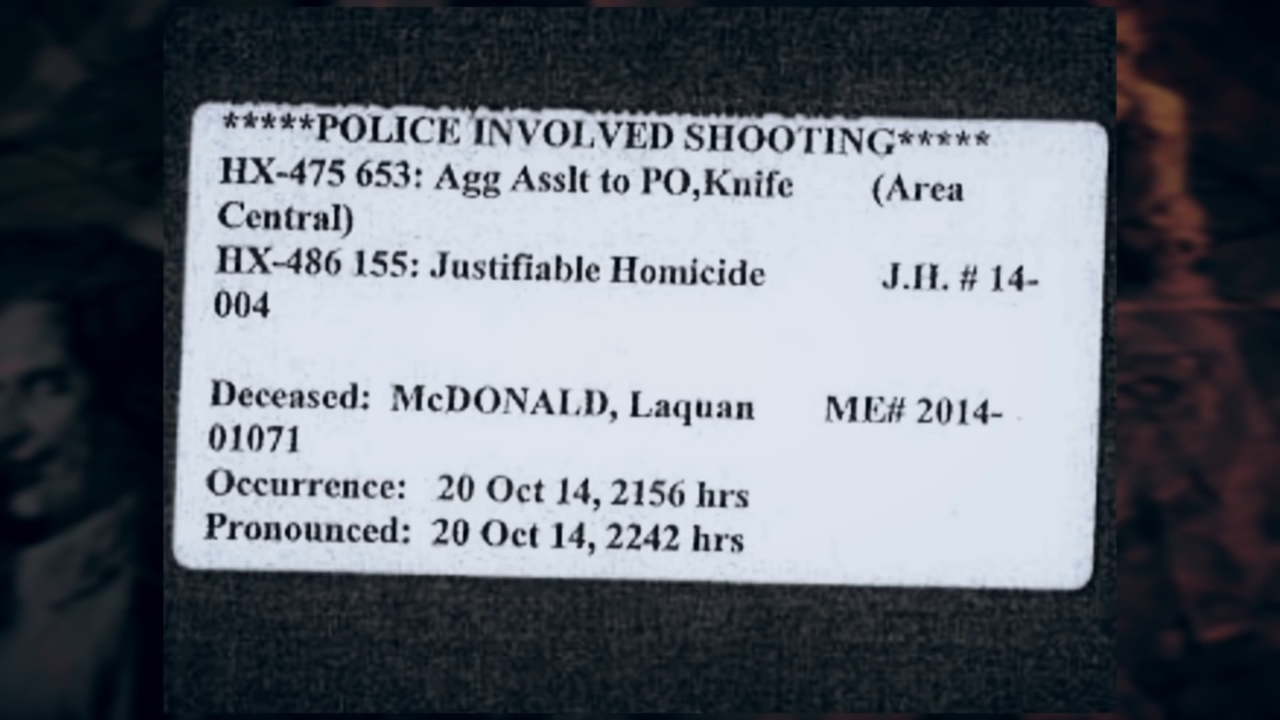 *****POLICE INVOLVED SHOOTING*****
HX-475 653: Agg Asslt to PO,Knife (Area
Central)
HX-486 155: Justifiable Homicide J.H. # 14-
004
Deceased: McDONALD, Laquan ME# 2014-
01071
Occurrence: 20 Oct 14, 2156 hrs
Pronounced: 20 Oct 14, 2242 hrs